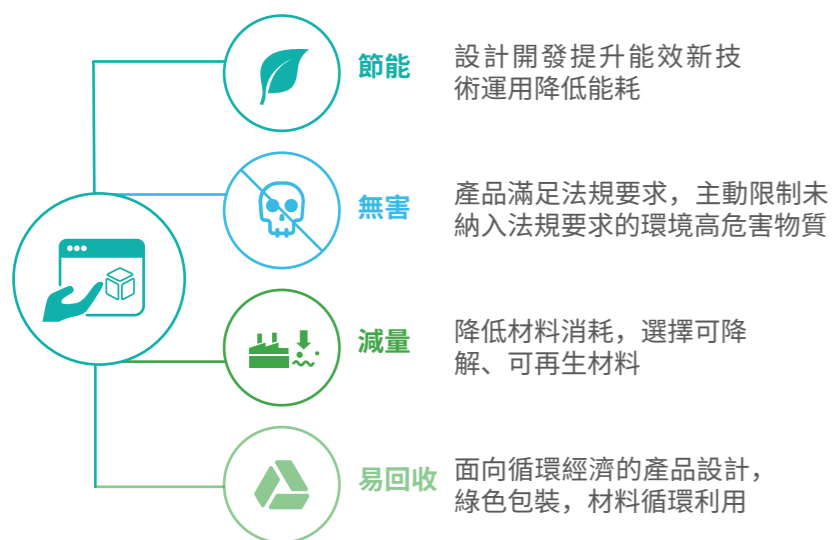 節能
設計開發提升能效新技
術運用降低能耗
無害
產品滿足法規要求，主動限制未
納入法規要求的環境高危害物質
減量
降低材料消耗，選擇可降
解、可再生材料
易回收
面向循環經濟的產品設計，
綠色包裝，材料循環利用